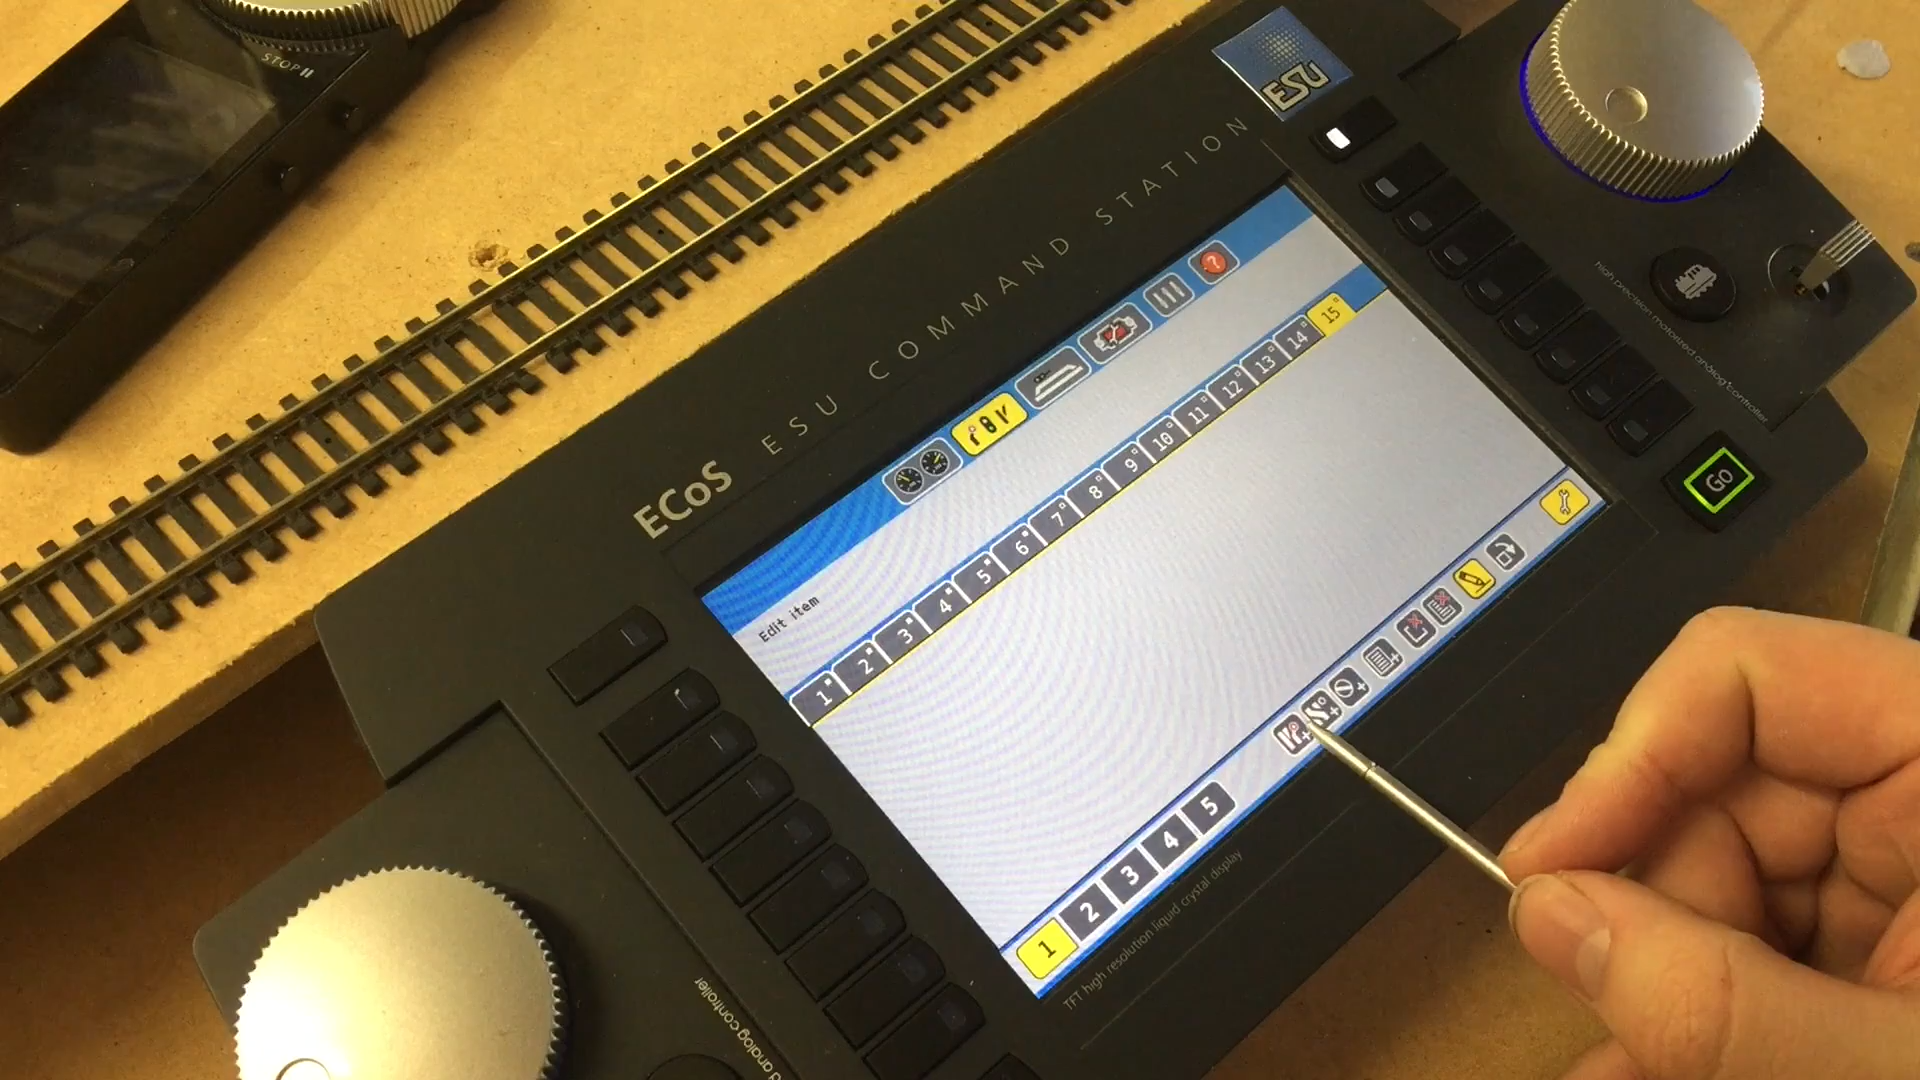 STOP
ESU
ECoS ESU COMMAND STATION
high precision motorized analog controller
Go
?
Edit item
1 2 3 4 5 6 7 8 9 10 11 12 13 14 15
1 2 3 4 5
TFT high resolution liquid crystal display
d analog controller